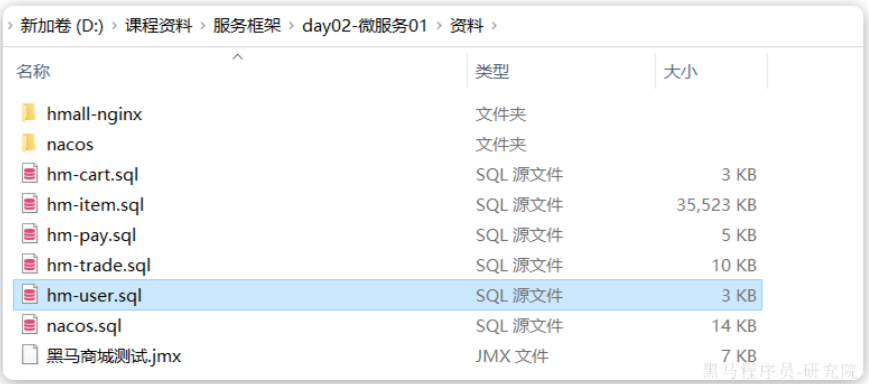 新加卷 (D:) › 课程资料 › 服务框架 › day02-微服务01 › 资料 ›
名称 类型 大小
hmall-nginx 文件夹
nacos 文件夹
hm-cart.sql SQL 源文件 3 KB
hm-item.sql SQL 源文件 35,523 KB
hm-pay.sql SQL 源文件 5 KB
hm-trade.sql SQL 源文件 10 KB
hm-user.sql SQL 源文件 3 KB
nacos.sql SQL 源文件 14 KB
黑马商城测试.jmx JMX 文件 7 KB
黑马程序员-研究院